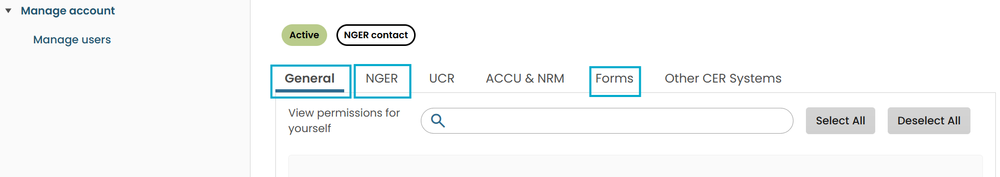 Manage account
Manage users
Active
NGER contact
General
NGER
UCR
ACCU & NRM
Forms
Other CER Systems
View permissions for
yourself
Select All
Deselect All